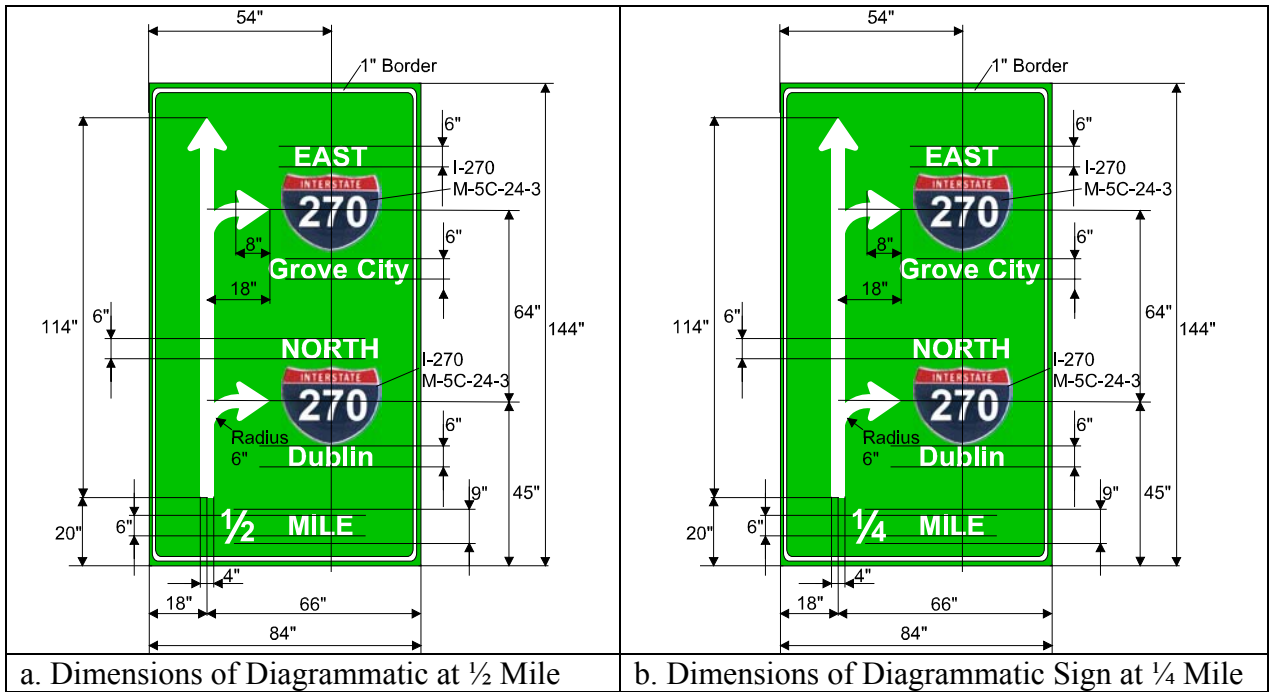 54"
1" Border
6"
EAST
I-270
M-5C-24-3
INTERSTATE
270
8"
6"
Grove City
18"
64"
144"
114"
6"
NORTH
I-270
M-5C-24-3
INTERSTATE
270
Radius
6"
6"
Dublin
45"
9"
20"
6"
½ MILE
4"
18"
66"
84"
a. Dimensions of Diagrammatic at ½ Mile
54"
1" Border
6"
EAST
I-270
M-5C-24-3
INTERSTATE
270
8"
6"
Grove City
18"
64"
144"
114"
6"
NORTH
I-270
M-5C-24-3
INTERSTATE
270
Radius
6"
6"
Dublin
45"
9"
20"
6"
¼ MILE
4"
18"
66"
84"
b. Dimensions of Diagrammatic Sign at ¼ Mile